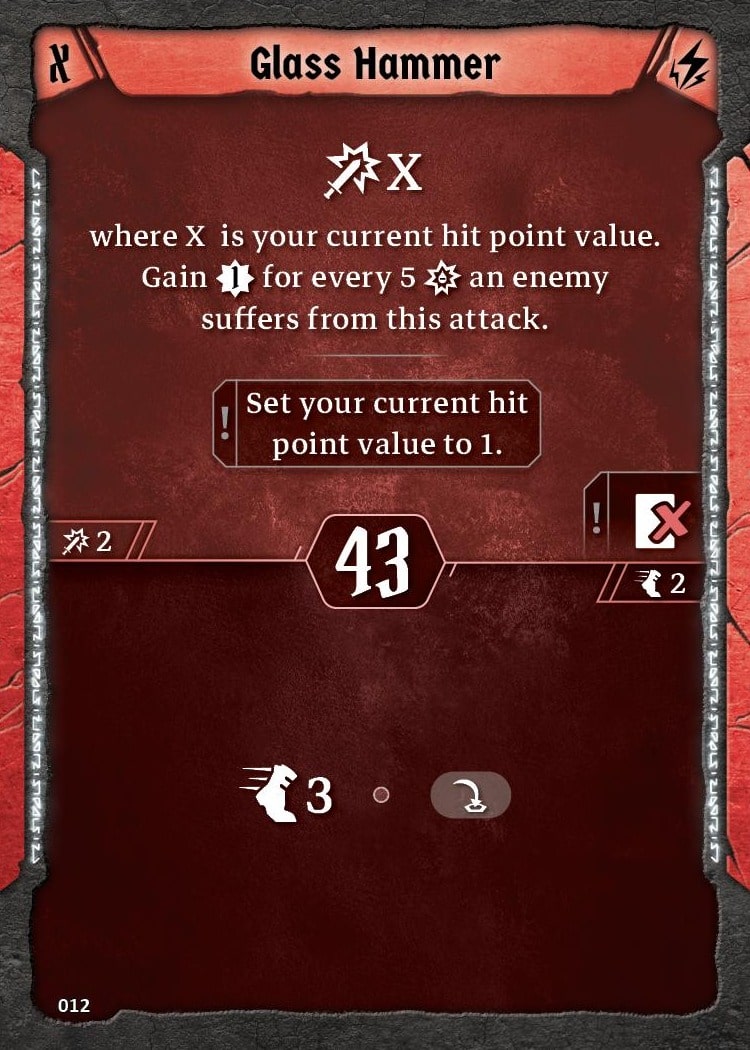 א
Glass Hammer
X
where X is your current hit point value.
Gain 1 for every 5 an enemy
suffers from this attack.
! Set your current hit
point value to 1.
!
2
43
2
3
012